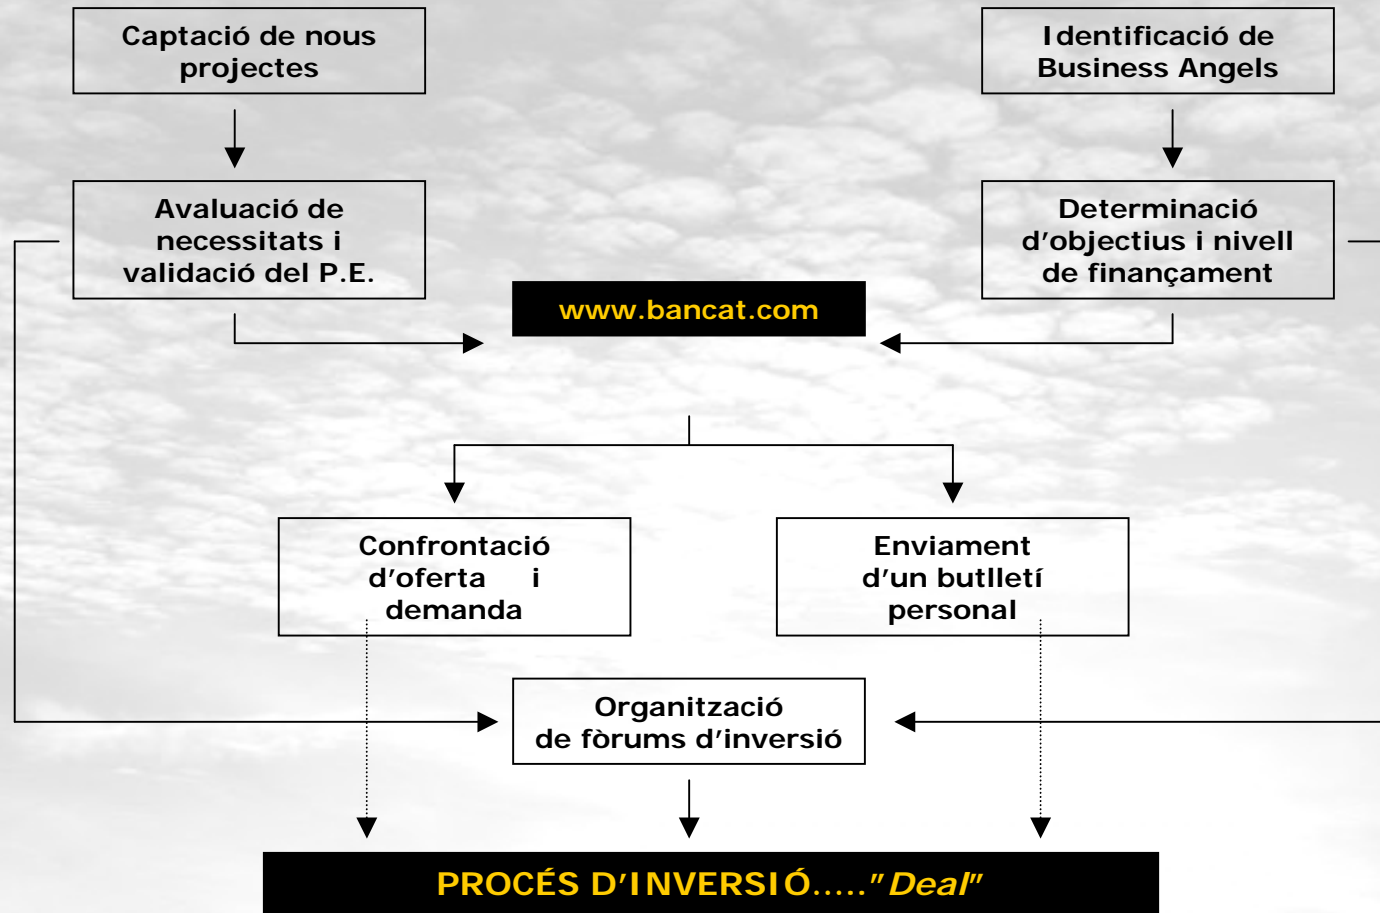 Captació de nous
projectes
Identificació de
Business Angels
Avaluació de
necessitats i
validació del P.E.
Determinació
d'objectius i nivell
de finançament
www.bancat.com
Confrontació
d'oferta i
demanda
Enviament
d'un butlletí
personal
Organització
de fòrums d'inversió
PROCÉS D'INVERSIÓ....."Deal"